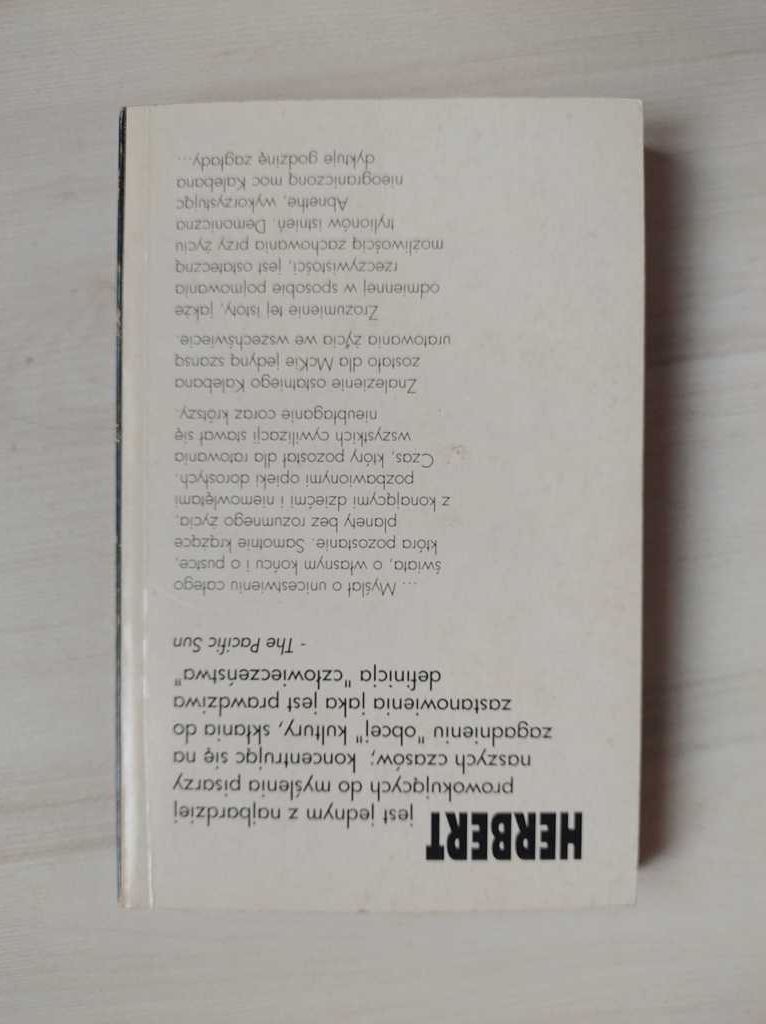 HERBERT jest jednym z najbardziej
prowokujących do myślenia pisarzy
naszych czasów; koncentrując się na
zagadnieniu "obcej" kultury, skłania do
zastanowienia jaka jest prawdziwa
definicja "człowieczeństwa"
- The Pacific Sun
... Myślał o unicestwieniu całego
świata, o własnym końcu i o pustce,
która pozostanie. Samotnie krążące
planety bez rozumnego życia,
z konającymi dziećmi i niemowlętami
pozbawionymi opieki dorosłych.
Czas, który pozostał dla ratowania
wszystkich cywilizacji stawał się
nieubłaganie coraz krótszy.
Znalezienie ostatniego Kalebana
zostało dla McKie jedyną szansą
uratowania życia we wszechświecie.
Zrozumienie tej istoty, jakże
odmiennej w sposobie pojmowania
rzeczywistości, jest ostateczną
możliwością zachowania przy życiu
trylionów istnień. Demoniczna
Abnethe, wykorzystując
nieograniczoną moc Kalebana
dyktuje godzinę zagłady...